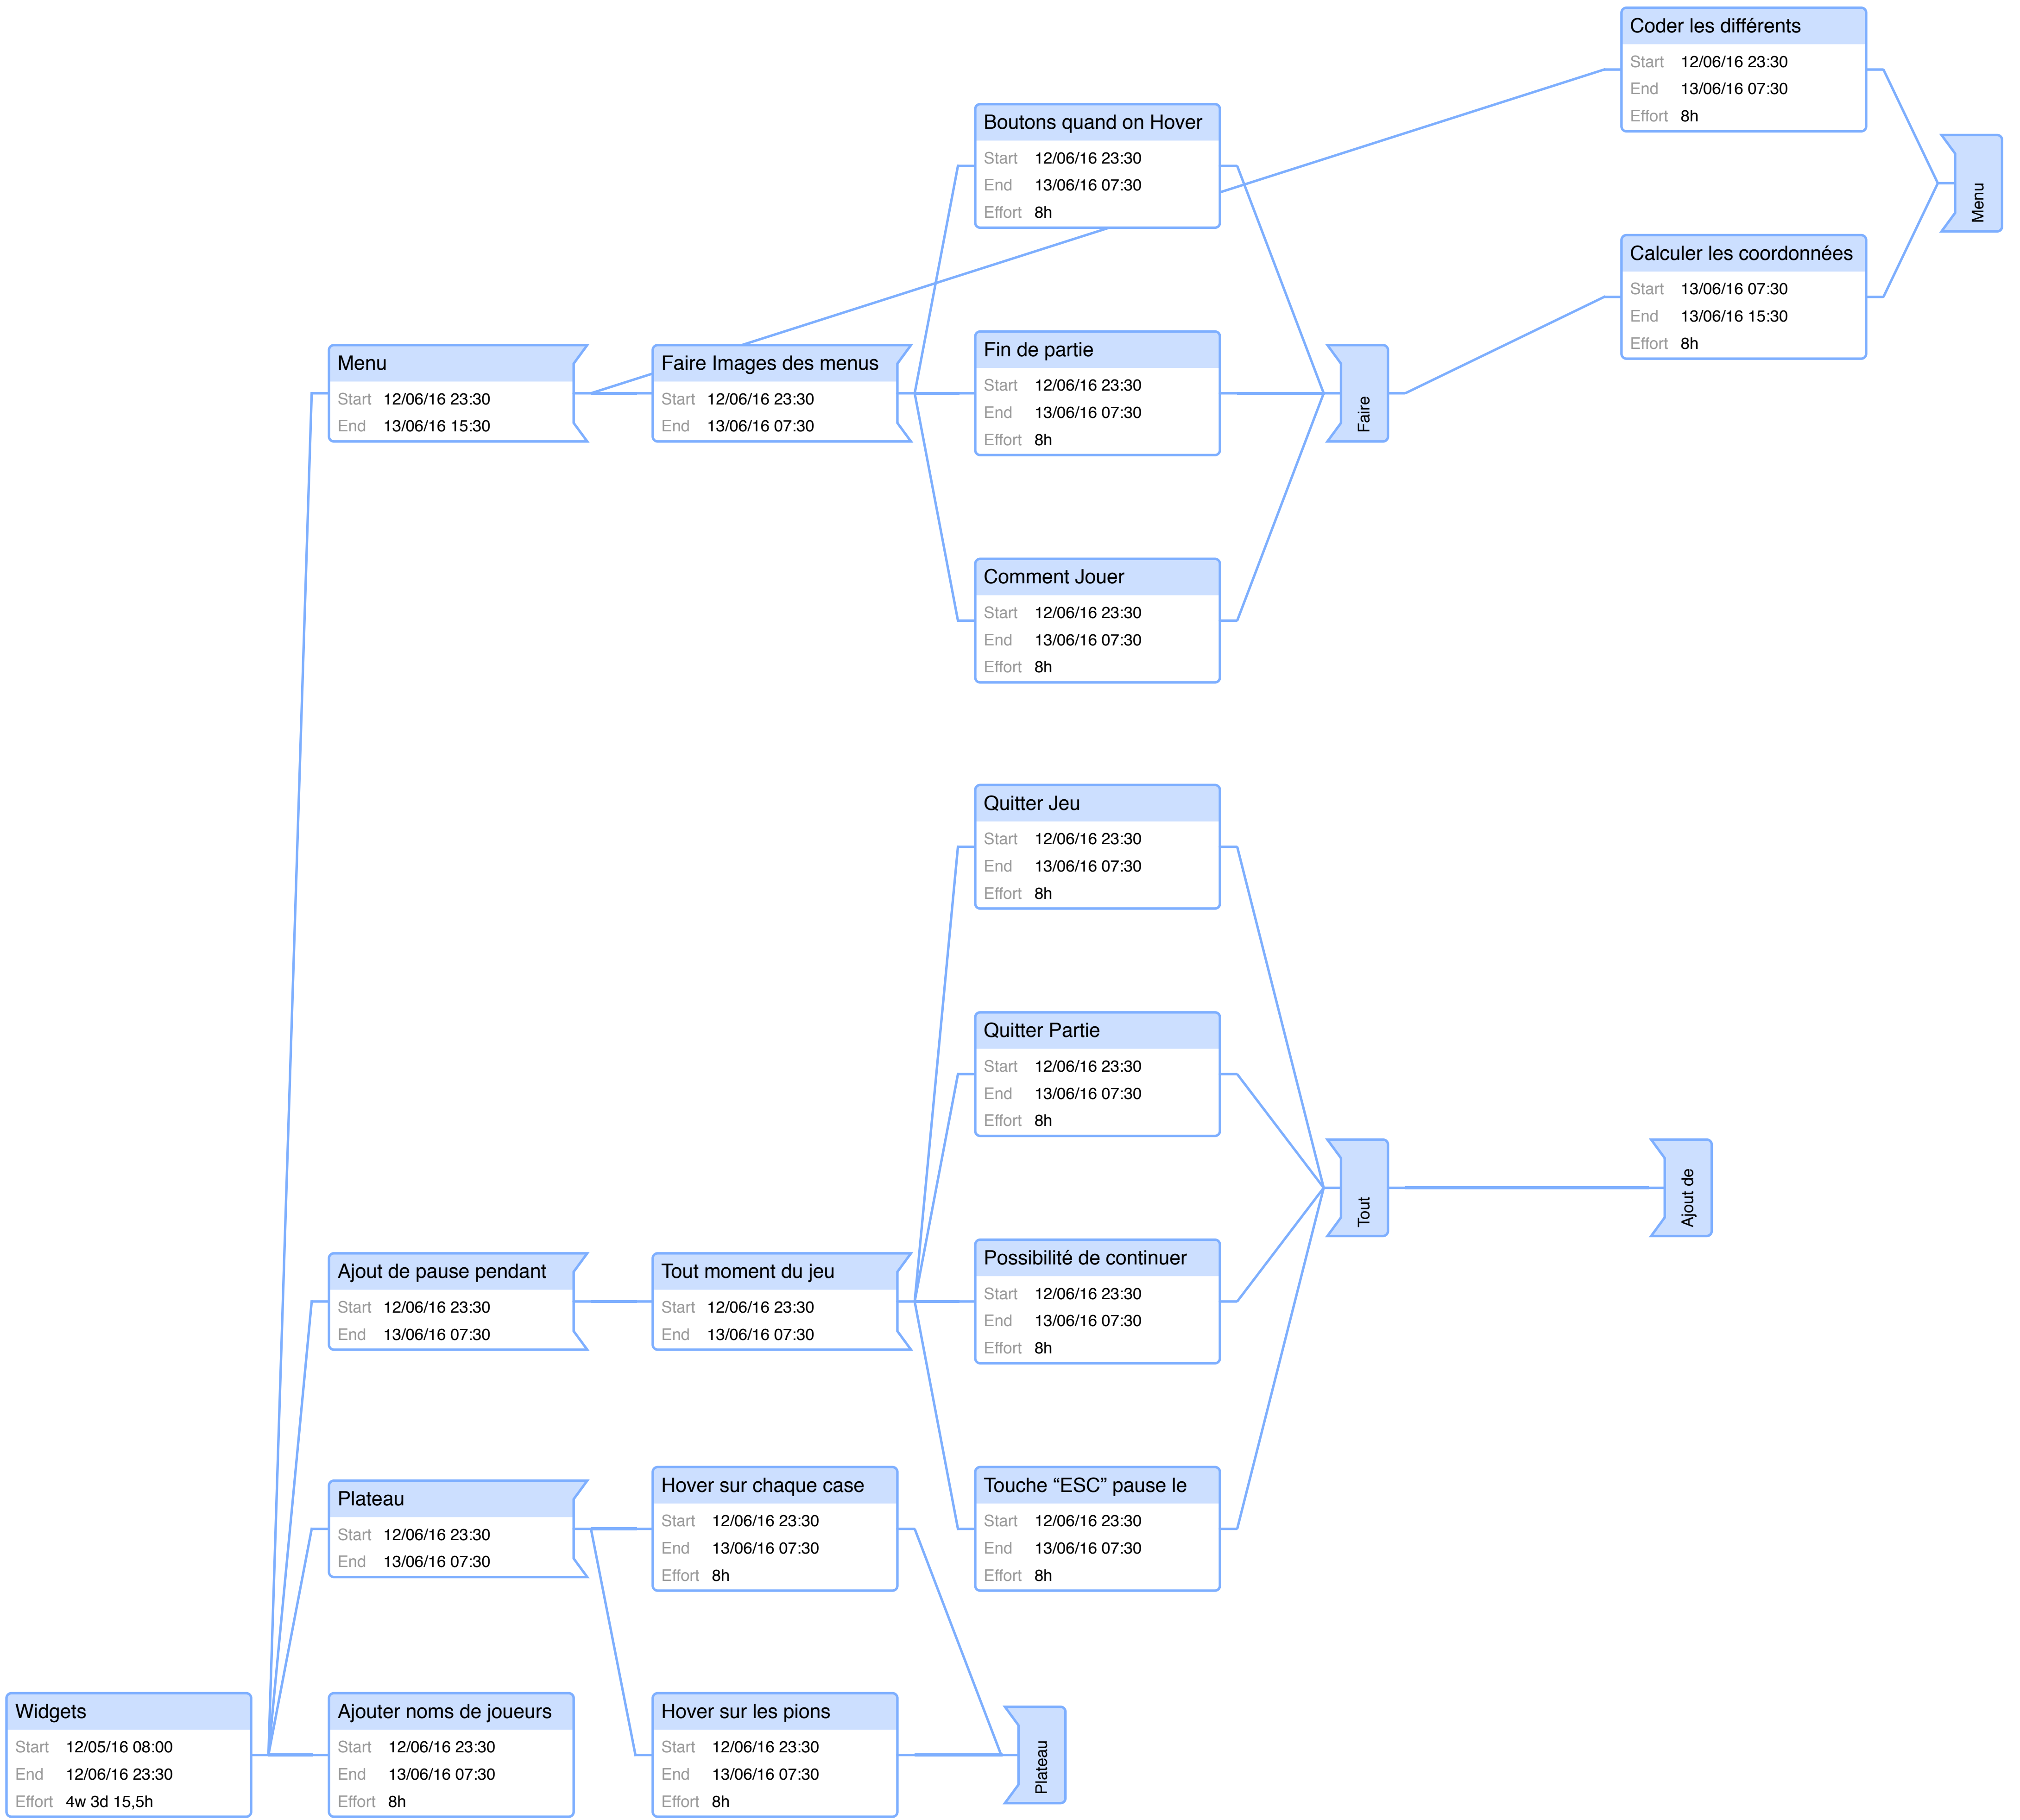 Coder les différents
Start 12/06/16 23:30
End 13/06/16 07:30
Effort 8h
Boutons quand on Hover
Start 12/06/16 23:30
End 13/06/16 07:30
Effort 8h
Menu
Calculer les coordonnées
Start 13/06/16 07:30
End 13/06/16 15:30
Effort 8h
Menu
Start 12/06/16 23:30
End 13/06/16 15:30
Faire Images des menus
Start 12/06/16 23:30
End 13/06/16 07:30
Fin de partie
Start 12/06/16 23:30
End 13/06/16 07:30
Effort 8h
Faire
Comment Jouer
Start 12/06/16 23:30
End 13/06/16 07:30
Effort 8h
Quitter Jeu
Start 12/06/16 23:30
End 13/06/16 07:30
Effort 8h
Quitter Partie
Start 12/06/16 23:30
End 13/06/16 07:30
Effort 8h
Tout
Ajout de
Ajout de pause pendant
Start 12/06/16 23:30
End 13/06/16 07:30
Tout moment du jeu
Start 12/06/16 23:30
End 13/06/16 07:30
Possibilité de continuer
Start 12/06/16 23:30
End 13/06/16 07:30
Effort 8h
Plateau
Start 12/06/16 23:30
End 13/06/16 07:30
Hover sur chaque case
Start 12/06/16 23:30
End 13/06/16 07:30
Effort 8h
Touche “ESC” pause le
Start 12/06/16 23:30
End 13/06/16 07:30
Effort 8h
Widgets
Start 12/05/16 08:00
End 12/06/16 23:30
Effort 4w 3d 15,5h
Ajouter noms de joueurs
Start 12/06/16 23:30
End 13/06/16 07:30
Effort 8h
Hover sur les pions
Start 12/06/16 23:30
End 13/06/16 07:30
Effort 8h
Plateau